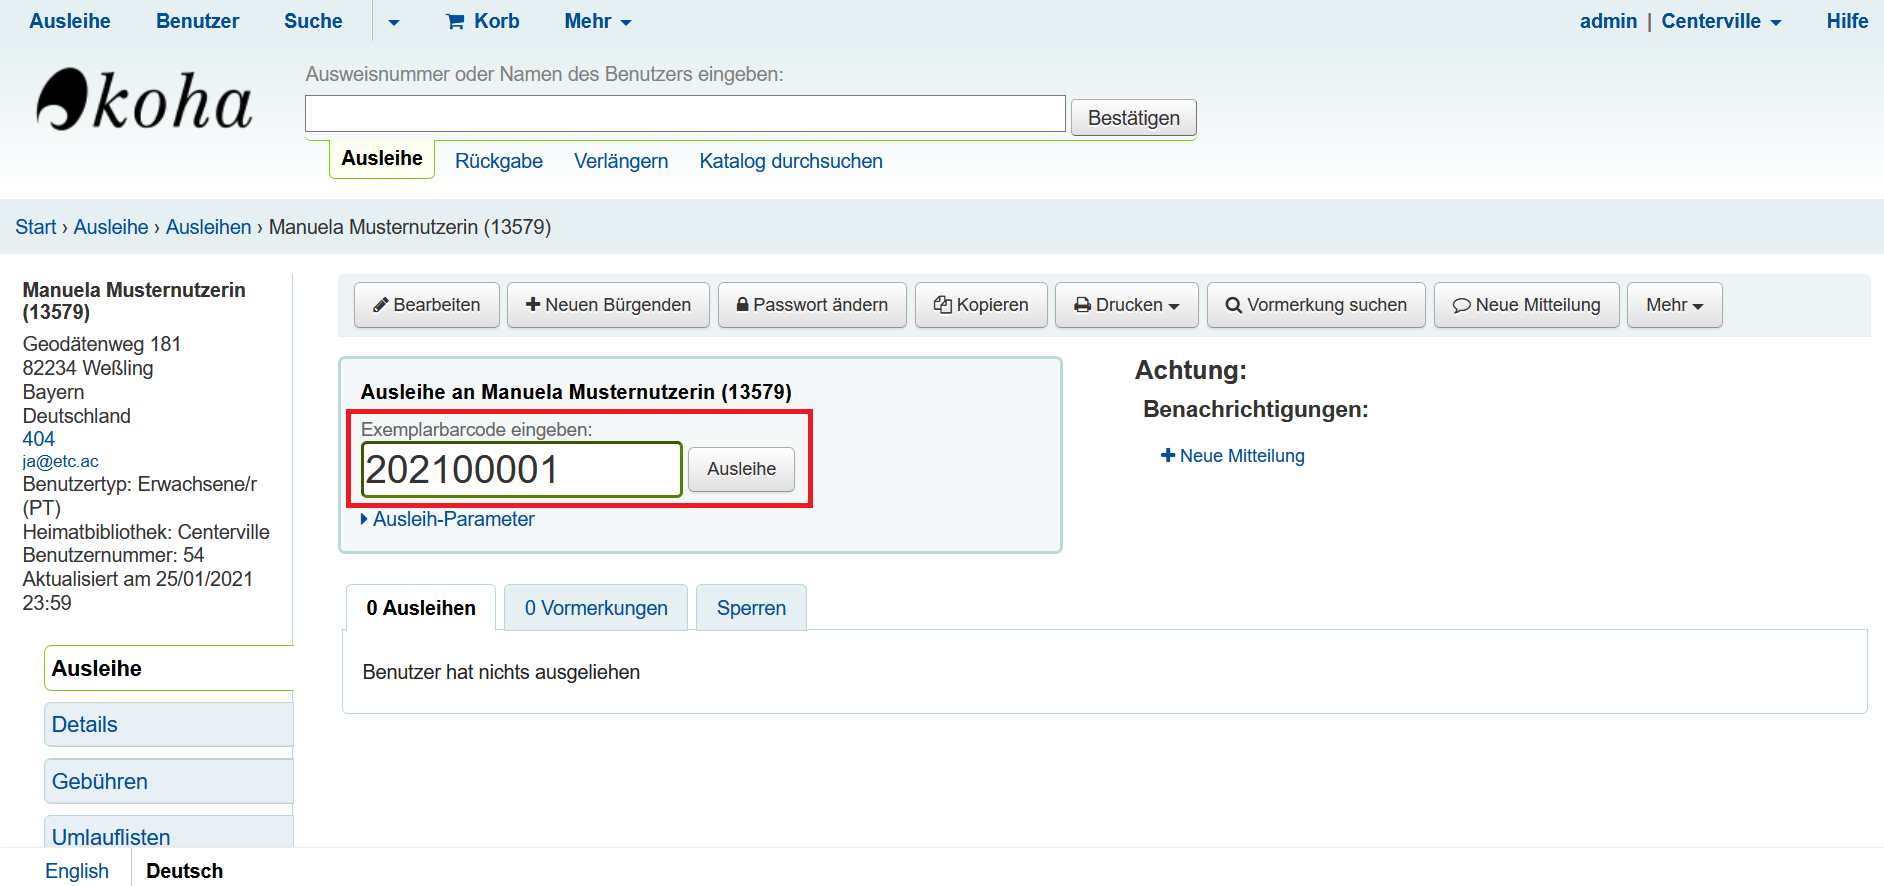 Ausleihe Benutzer Suche Korb Mehr admin | Centerville Hilfe
koha
Ausweisnummer oder Namen des Benutzers eingeben:
Bestätigen
Ausleihe Rückgabe Verlängern Katalog durchsuchen
Start › Ausleihe › Ausleihen › Manuela Musternutzerin (13579)
Manuela Musternutzerin
(13579)
Geodätenweg 181
82234 Weßling
Bayern
Deutschland
404
ja@etc.ac
Benutzertyp: Erwachsene/r
(PT)
Heimatbibliothek: Centerville
Benutzernummer: 54
Aktualisiert am 25/01/2021
23:59
Ausleihe
Details
Gebühren
Umlauflisten
Bearbeiten + Neuen Bürgenden Passwort ändern Kopieren Drucken Vormerkung suchen Neue Mitteilung Mehr
Ausleihe an Manuela Musternutzerin (13579)
Exemplarbarcode eingeben:
202100001 Ausleihe
Ausleih-Parameter
Achtung:
Benachrichtigungen:
+ Neue Mitteilung
0 Ausleihen 0 Vormerkungen Sperren
Benutzer hat nichts ausgeliehen
English Deutsch